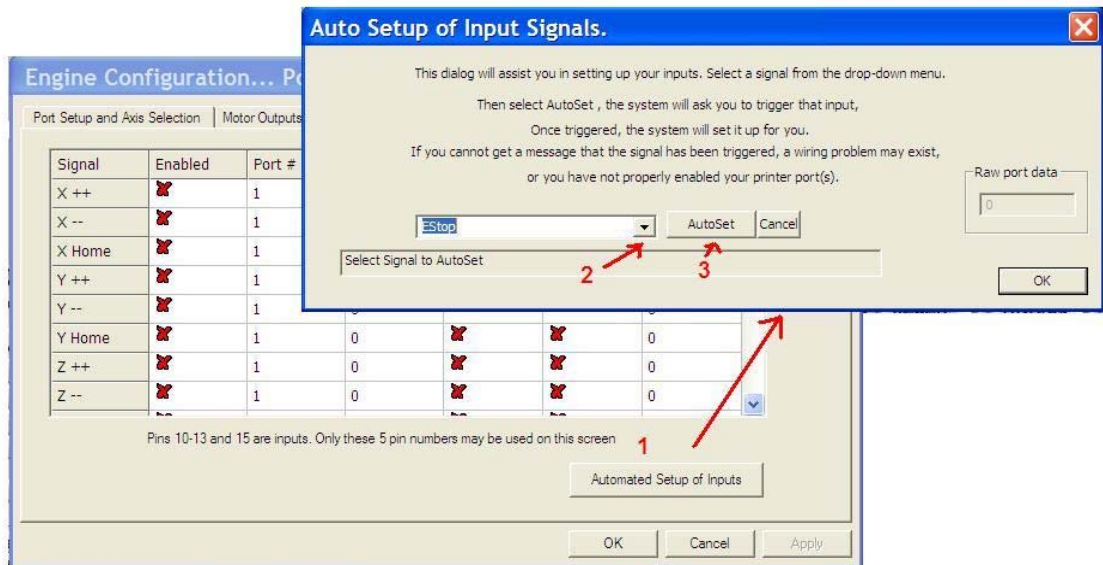 Auto Setup of Input Signals.
This dialog will assist you in setting up your inputs. Select a signal from the drop-down menu.
Then select AutoSet , the system will ask you to trigger that input,
Once triggered, the system will set it up for you.
If you cannot get a message that the signal has been triggered, a wiring problem may exist,
or you have not properly enabled your printer port(s).
Raw port data
0
EStop
AutoSet
Cancel
Select Signal to AutoSet
2
3
OK
Engine Configuration...
Port Setup and Axis Selection
Motor Outputs
Signal Enabled Port #
X ++ 1
X -- 1
X Home 1
Y ++ 1
Y -- 1
Y Home 1 0 0
Z ++ 1 0 0
Z -- 1 0 0
Pins 10-13 and 15 are inputs. Only these 5 pin numbers may be used on this screen
1
Automated Setup of Inputs
OK
Cancel
Apply